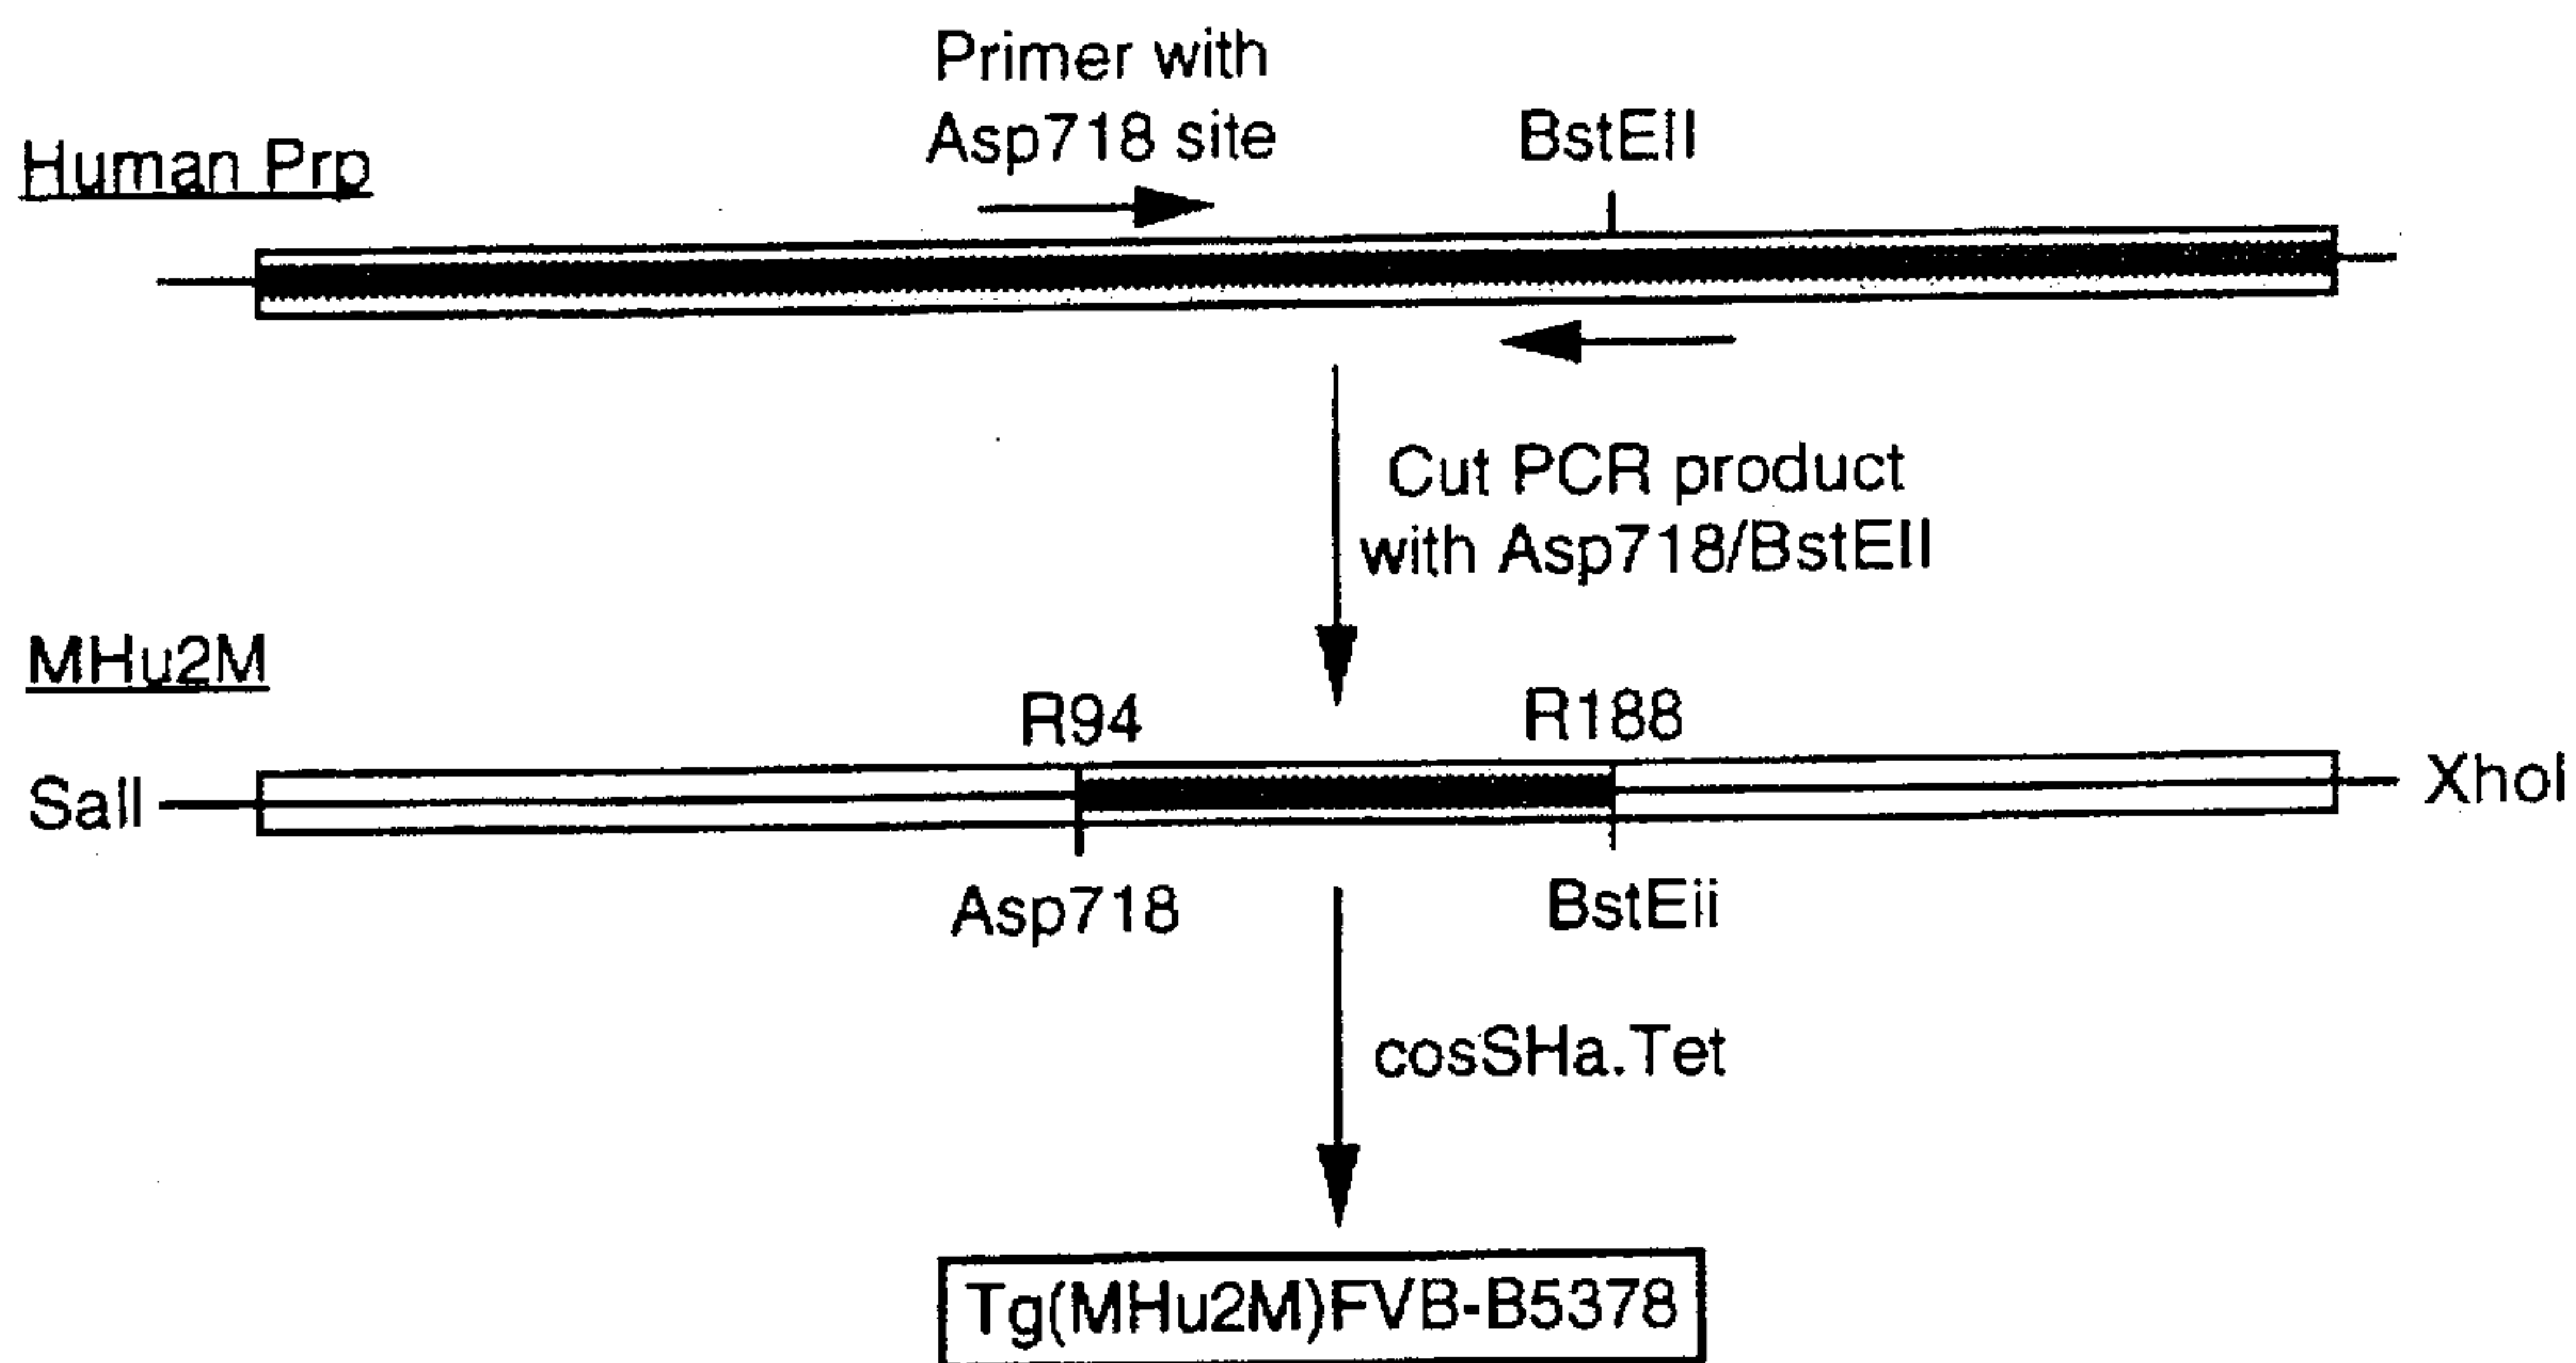 Primer with
Asp718 site
BstEII
Human Prp
Cut PCR product
with Asp718/BstEII
MHu2M
R94
R188
SalI
XhoI
Asp718
BstEii
cosSHa.Tet
Tg(MHu2M)FVB-B5378